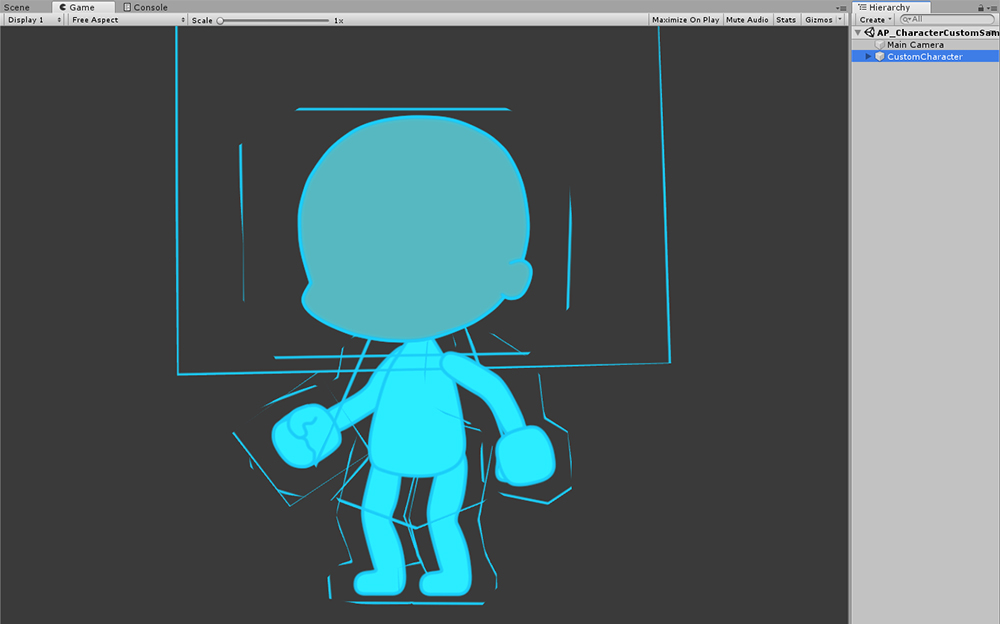 Scene Game Console Hierarchy
Display 1 Free Aspect Scale 1x Maximize On Play Mute Audio Stats Gizmos Create All
AP_CharacterCustomSam
Main Camera
CustomCharacter